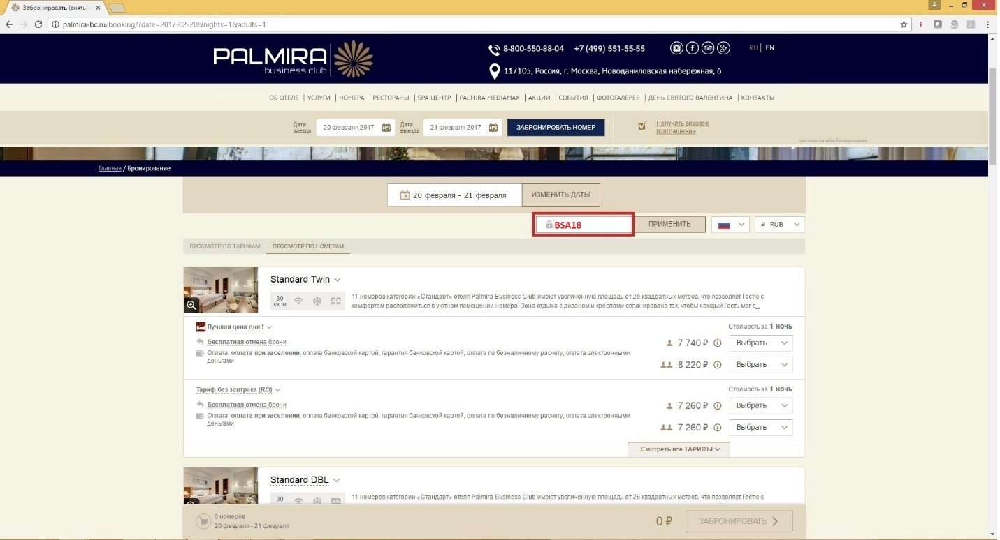 Забронировать (снять)
palmira-bc.ru/booking/?date=2017-02-20&nights=1&adults=1
PALMIRA
business club
8-800-550-88-04 +7 (499) 551-55-55
RU | EN
117105, Россия, г. Москва, Новоданиловская набережная, 6
ОБ ОТЕЛЕ | УСЛУГИ | НОМЕРА | РЕСТОРАНЫ | SPA-ЦЕНТР | PALMIRA MEDIAMAX | АКЦИИ | СОБЫТИЯ | ФОТОГАЛЕРЕЯ | ДЕНЬ СВЯТОГО ВАЛЕНТИНА | КОНТАКТЫ
Дата заезда
20 февраля 2017
Дата выезда
21 февраля 2017
ЗАБРОНИРОВАТЬ НОМЕР
Получить визовое
приглашение
система онлайн-бронирования
Главная / Бронирование
20 февраля - 21 февраля
ИЗМЕНИТЬ ДАТЫ
BSA18
ПРИМЕНИТЬ
₽ RUB
ПРОСМОТР ПО ТАРИФАМ
ПРОСМОТР ПО НОМЕРАМ
Standard Twin
30
КВ. М
11 номеров категории «Стандарт» отеля Palmira Business Club имеют увеличенную площадь от 26 квадратных метров, что позволяет Гостю с
комфортом расположиться в уютном помещении номера. Зона отдыха с диваном и креслами спланирована так, чтобы каждый Гость мог с...
Лучшая цена дня !
Стоимость за 1 ночь
Бесплатная отмена брони
7 740 ₽
Выбрать
Оплата: оплата при заселении, оплата банковской картой, гарантия банковской картой, оплата по безналичному расчету, оплата электронными
деньгами
8 220 ₽
Выбрать
Тариф без завтрака (RO)
Стоимость за 1 ночь
Бесплатная отмена брони
7 260 ₽
Выбрать
Оплата: оплата при заселении, оплата банковской картой, гарантия банковской картой, оплата по безналичному расчету, оплата электронными
деньгами
7 260 ₽
Выбрать
Смотреть все ТАРИФЫ
Standard DBL
30
11 номеров категории «Стандарт» отеля Palmira Business Club имеют увеличенную площадь от 26 квадратных метров, что позволяет Гостю с
0 номеров
20 февраля - 21 февраля
0 ₽
ЗАБРОНИРОВАТЬ